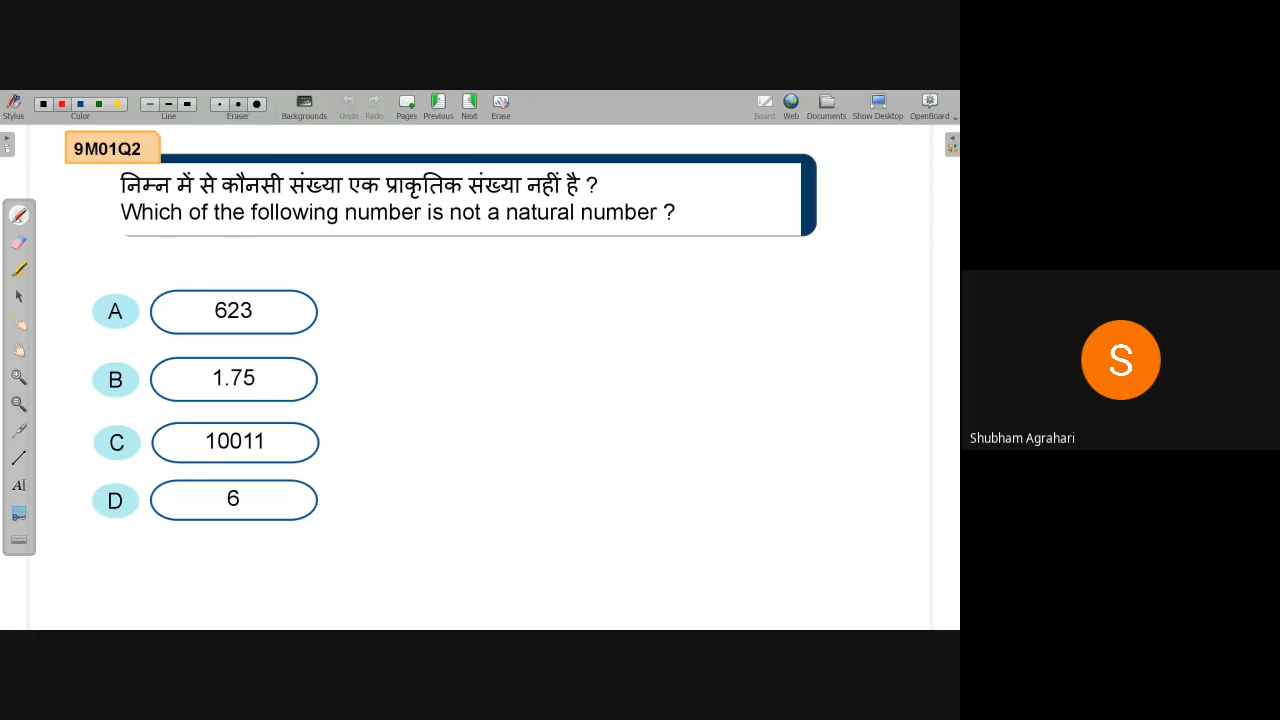 Stylus
Color
Line
Eraser
Backgrounds
Undo
Redo
Pages
Previous
Next
Erase
Board
Web
Documents
Show Desktop
OpenBoard
9M01Q2
निम्न में से कौनसी संख्या एक प्राकृतिक संख्या नहीं है ?
Which of the following number is not a natural number ?
A 623
B 1.75
C 10011
D 6
AI
S
Shubham Agrahari